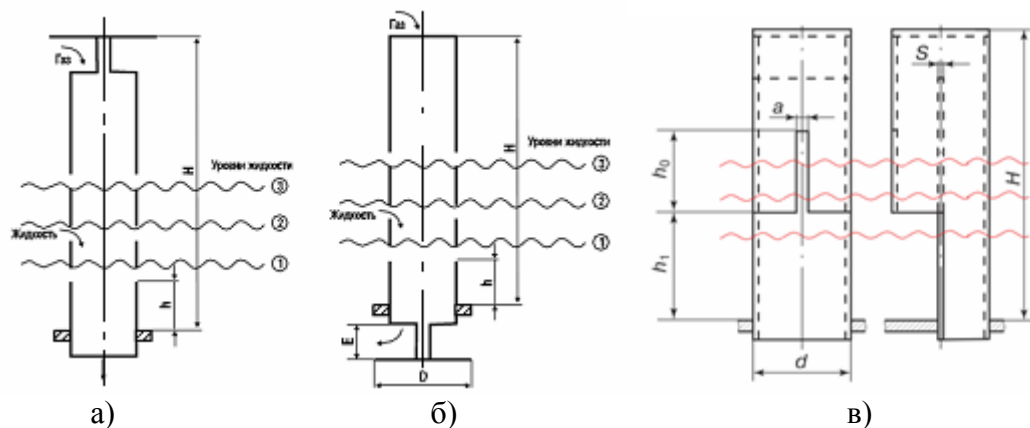 Газ
Уровни жидкости
③
②
Жидкость
①
H
h
а)
Газ
Уровни жидкости
③
②
Жидкость
①
H
h
E
D
б)
S
a
h₀
h₁
H
d
в)